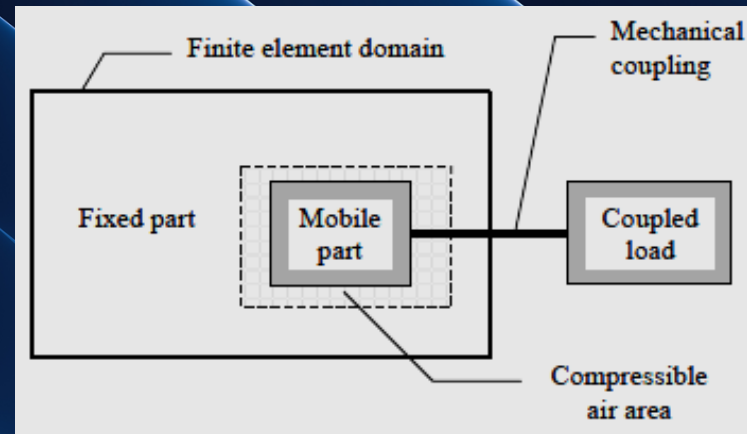 Finite element domain
Mechanical
coupling
Fixed part
Mobile
part
Coupled
load
Compressible
air area